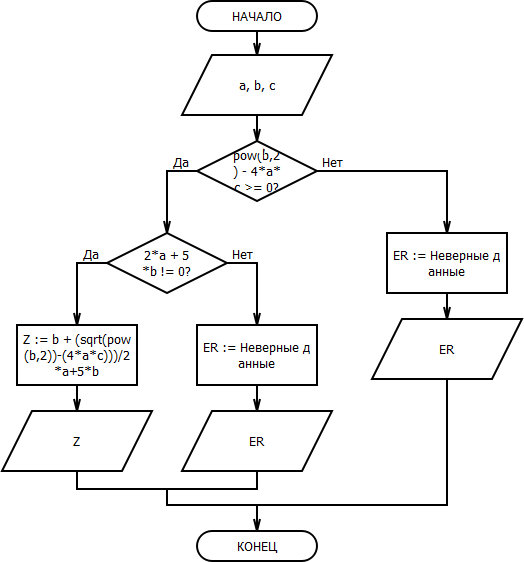 НАЧАЛО
a, b, c
pow(b,2
) - 4*a*
c >= 0?
Да
Нет
2*a + 5
*b != 0?
Да
Нет
ER := Неверные д
анные
Z := b + (sqrt(pow
(b,2))-(4*a*c)))/2
*a+5*b
ER := Неверные д
анные
ER
Z
ER
КОНЕЦ